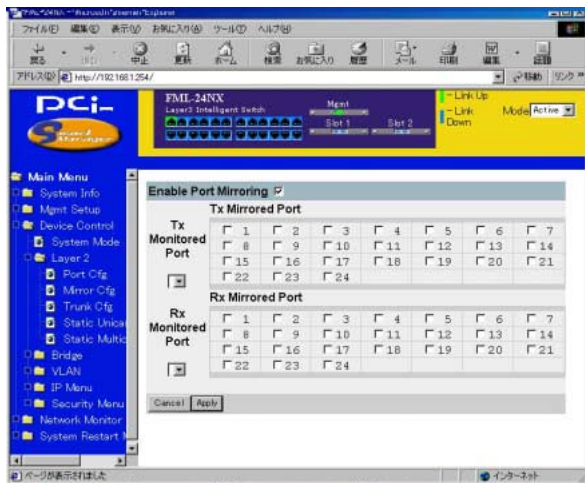 ファイル(F) 編集(E) 表示(V) お気に入り(A) ツール(T) ヘルプ(H)
戻る 中止 更新 ホーム 検索 お気に入り 履歴 メール 印刷 編集
アドレス(D) http://192.168.1.254/ 移動 リンク »
DCi-
FML-24NX
Layer3 Intelligent Switch
Mgmt
Slot 1 Slot 2
- Link Up
- Link Down
Mode Active
Main Menu
System Info
Mgmt Setup
Device Control
System Mode
Layer 2
Port Cfg
Mirror Cfg
Trunk Cfg
Static Unicas
Static Multic
Bridge
VLAN
IP Menu
Security Menu
Network Monitor
System Restart M
Enable Port Mirroring
Tx Mirrored Port
Tx Monitored Port
1 2 3 4 5 6 7
8 9 10 11 12 13 14
15 16 17 18 19 20 21
22 23 24
Rx Mirrored Port
Rx Monitored Port
1 2 3 4 5 6 7
8 9 10 11 12 13 14
15 16 17 18 19 20 21
22 23 24
Cancel Apply
ページが表示されました インターネット